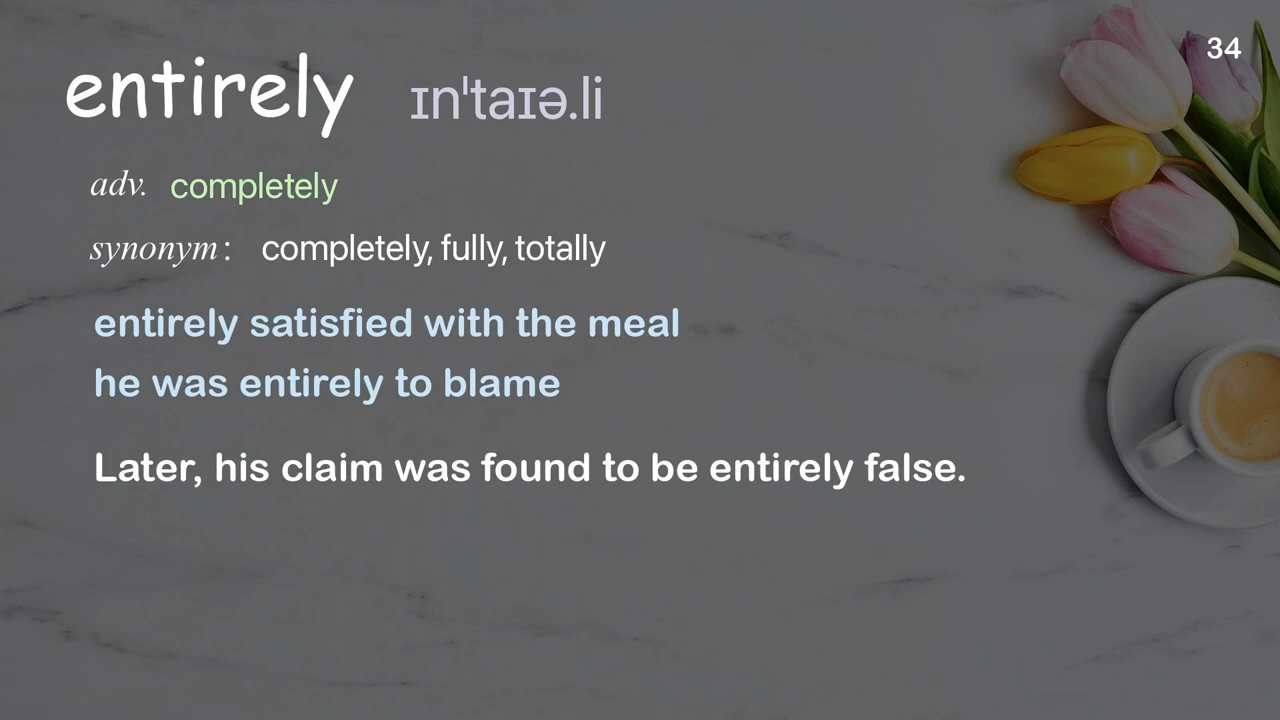 34
entirely ɪnˈtaɪə.li
adv. completely
synonym: completely, fully, totally
entirely satisfied with the meal
he was entirely to blame
Later, his claim was found to be entirely false.